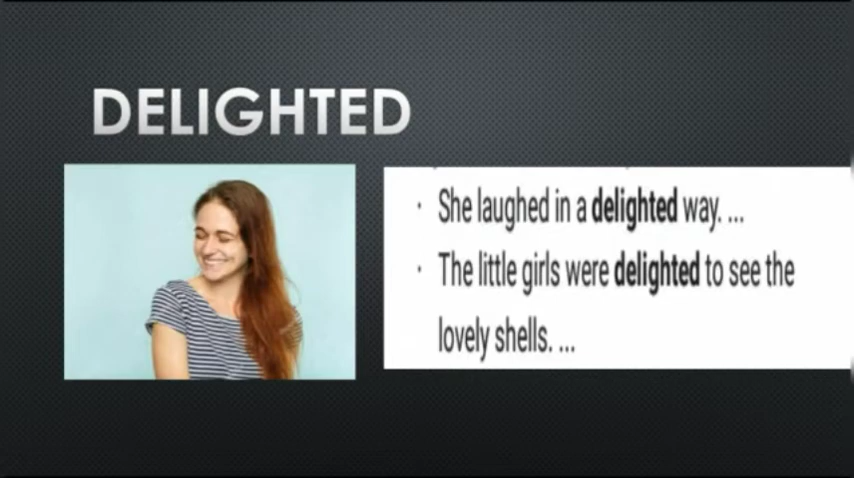 DELIGHTED
· She laughed in a delighted way. ...
· The little girls were delighted to see the
lovely shells. ...